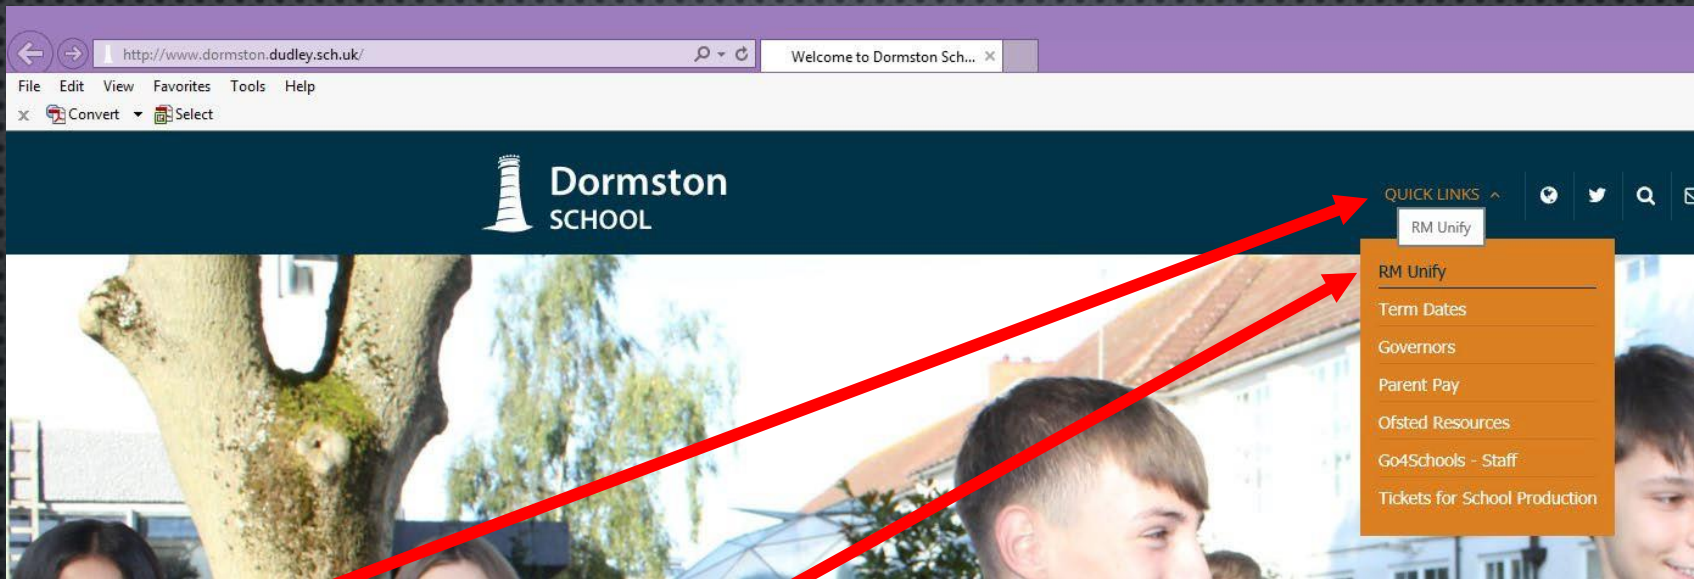 http://www.dormston.dudley.sch.uk/
Welcome to Dormston Sch...
File Edit View Favorites Tools Help
x Convert Select
Dormston
SCHOOL
QUICK LINKS
RM Unify
RM Unify
Term Dates
Governors
Parent Pay
Ofsted Resources
Go4Schools - Staff
Tickets for School Production